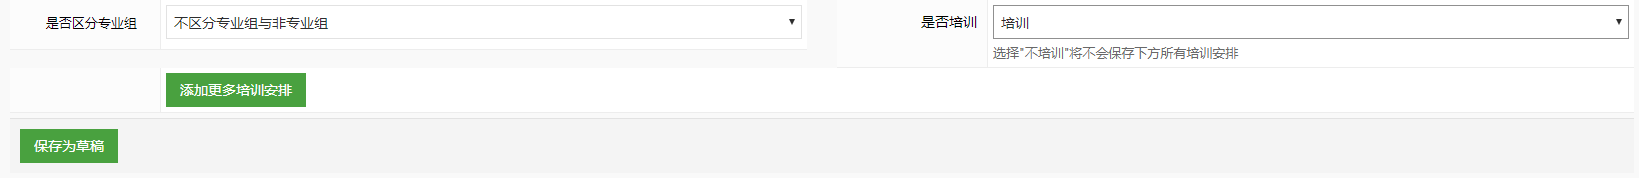 是否区分专业组 不区分专业组与非专业组 是否培训 培训
选择"不培训"将不会保存下方所有培训安排
添加更多培训安排
保存为草稿